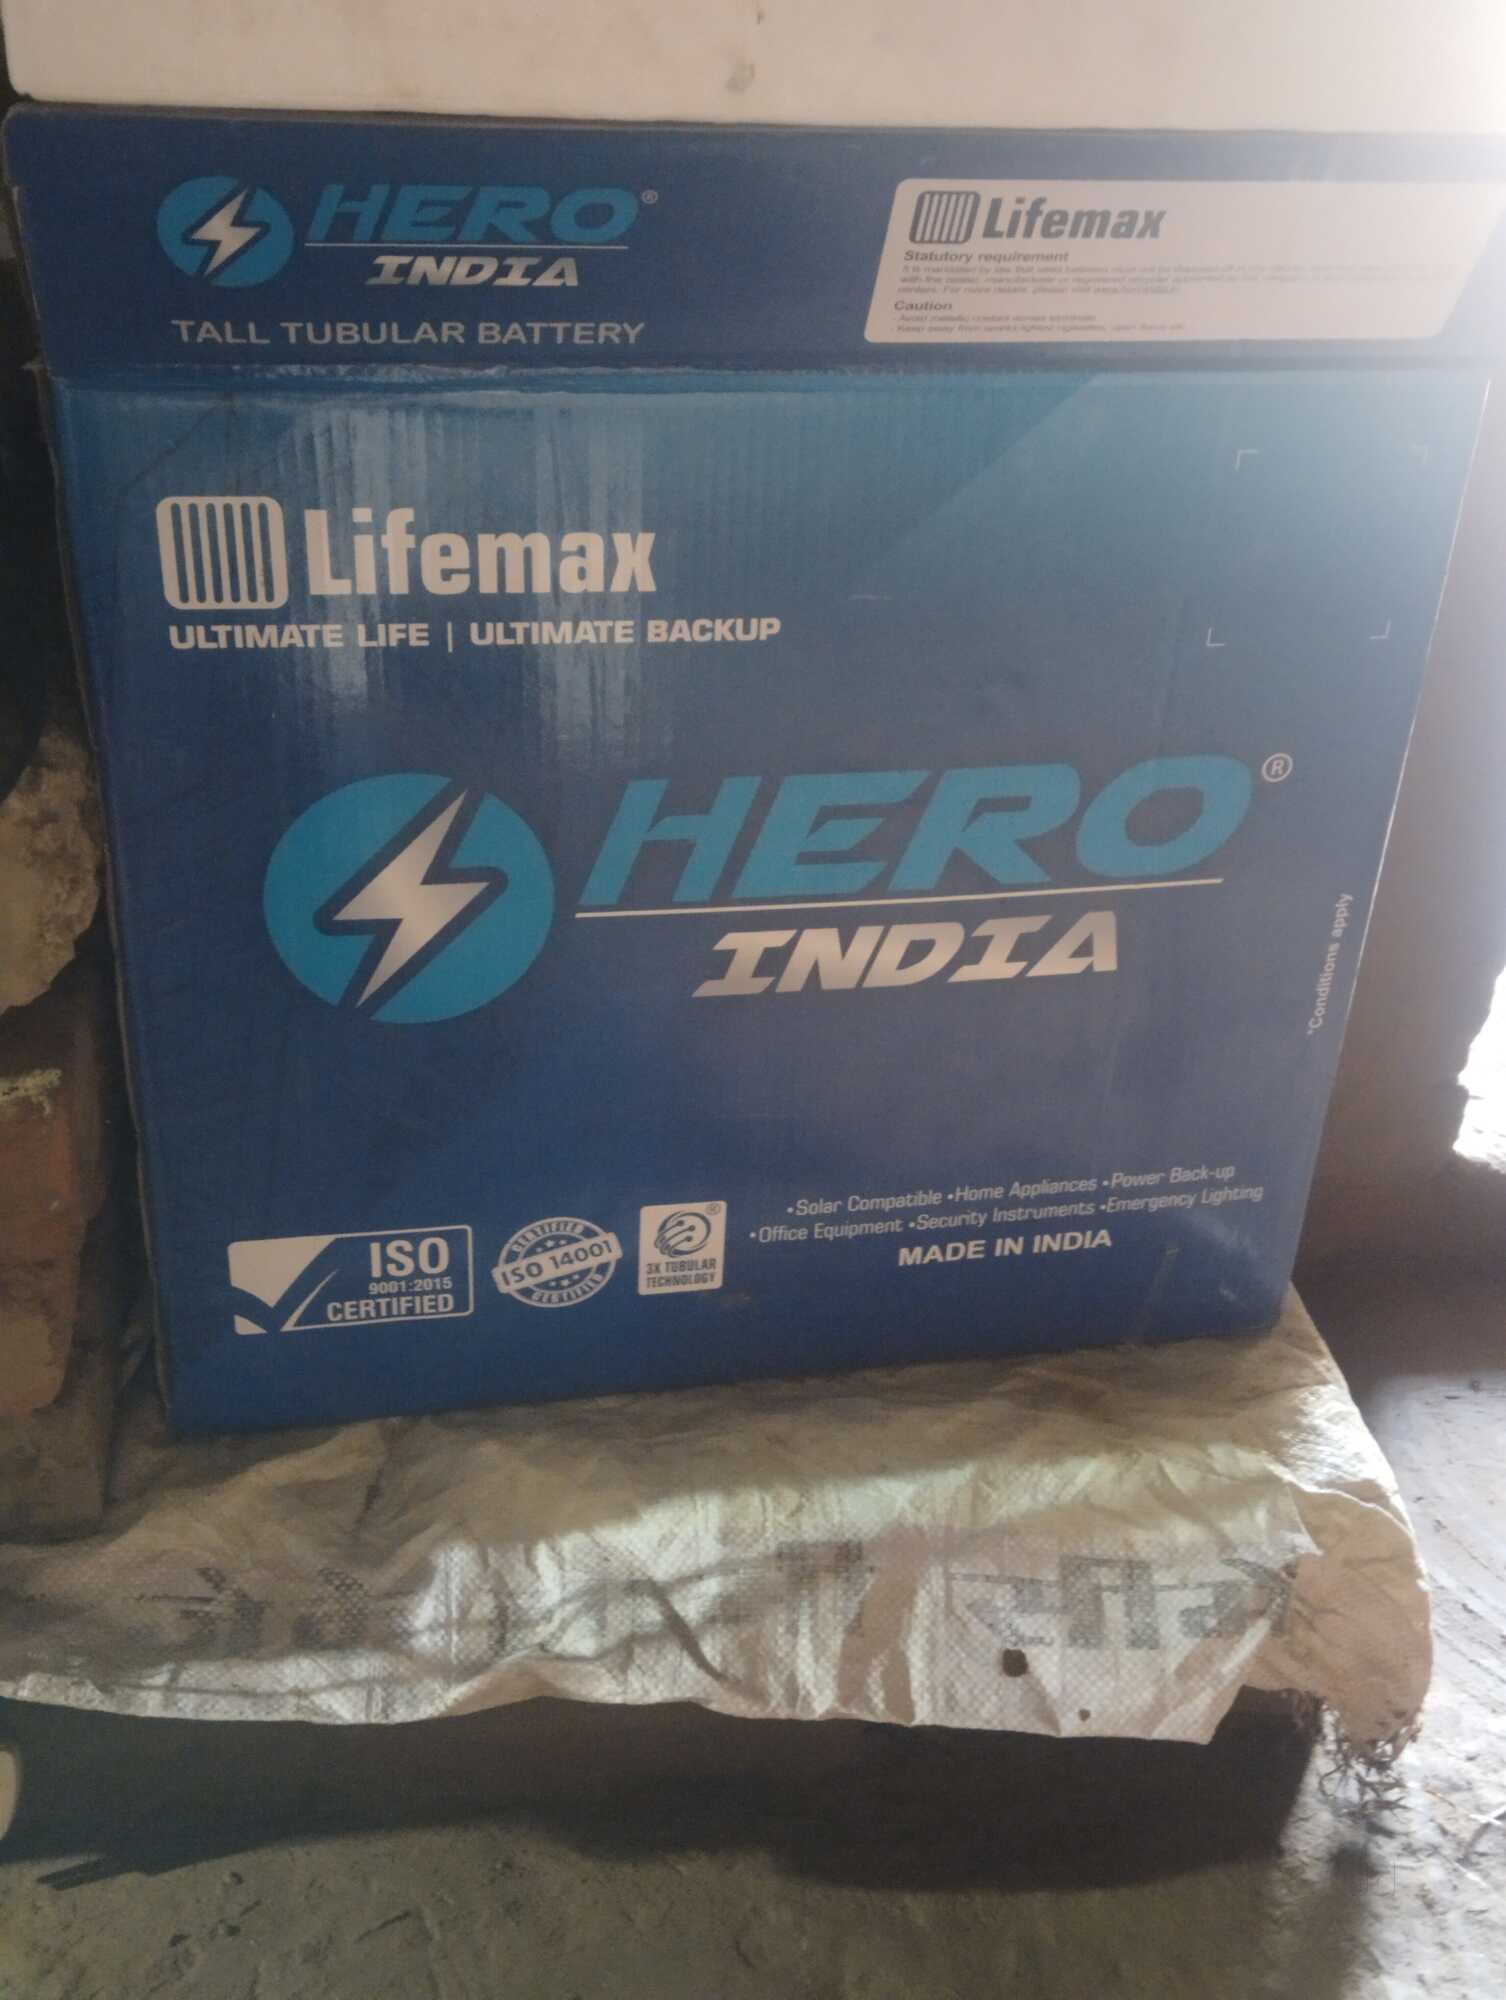 HERO®
INDIA
TALL TUBULAR BATTERY
Lifemax
Statutory requirement
Caution
Lifemax
ULTIMATE LIFE | ULTIMATE BACKUP
HERO®
INDIA
*Conditions apply
•Solar Compatible •Home Appliances •Power Back-up
•Office Equipment •Security Instruments •Emergency Lighting
MADE IN INDIA
ISO
9001:2015
CERTIFIED
CERTIFIED
ISO 14001
CERTIFIED
3X TUBULAR
TECHNOLOGY